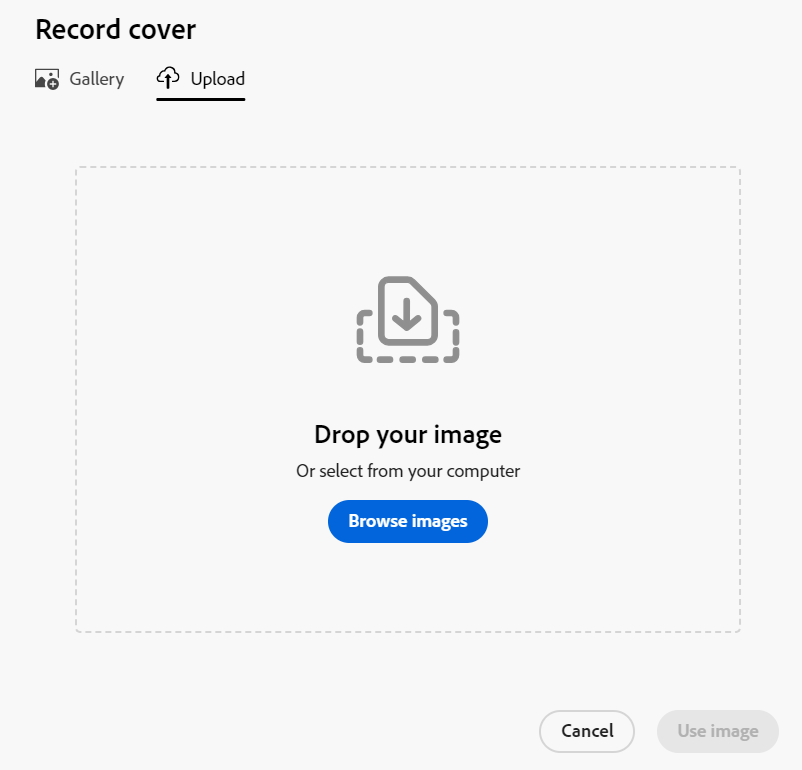 Record cover
Gallery
Upload
Drop your image
Or select from your computer
Browse images
Cancel
Use image